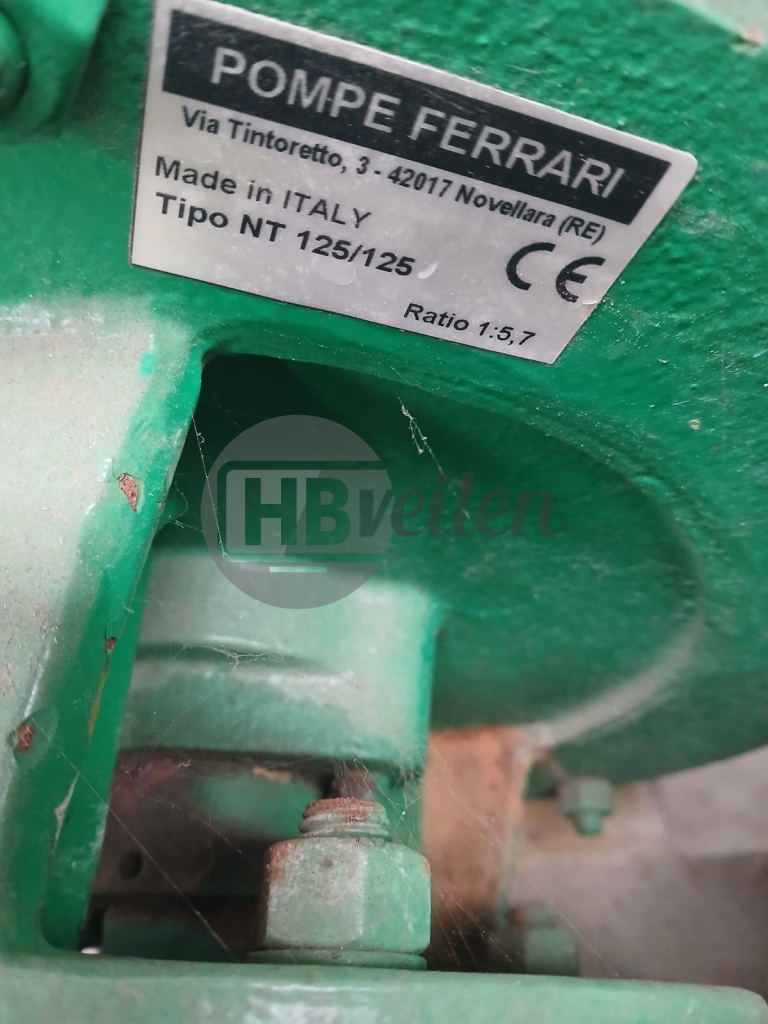 POMPE FERRARI
Via Tintoretto, 3 - 42017 Novellara (RE)
Made in ITALY
Tipo NT 125/125
CE
Ratio 1:5,7
HBveilen